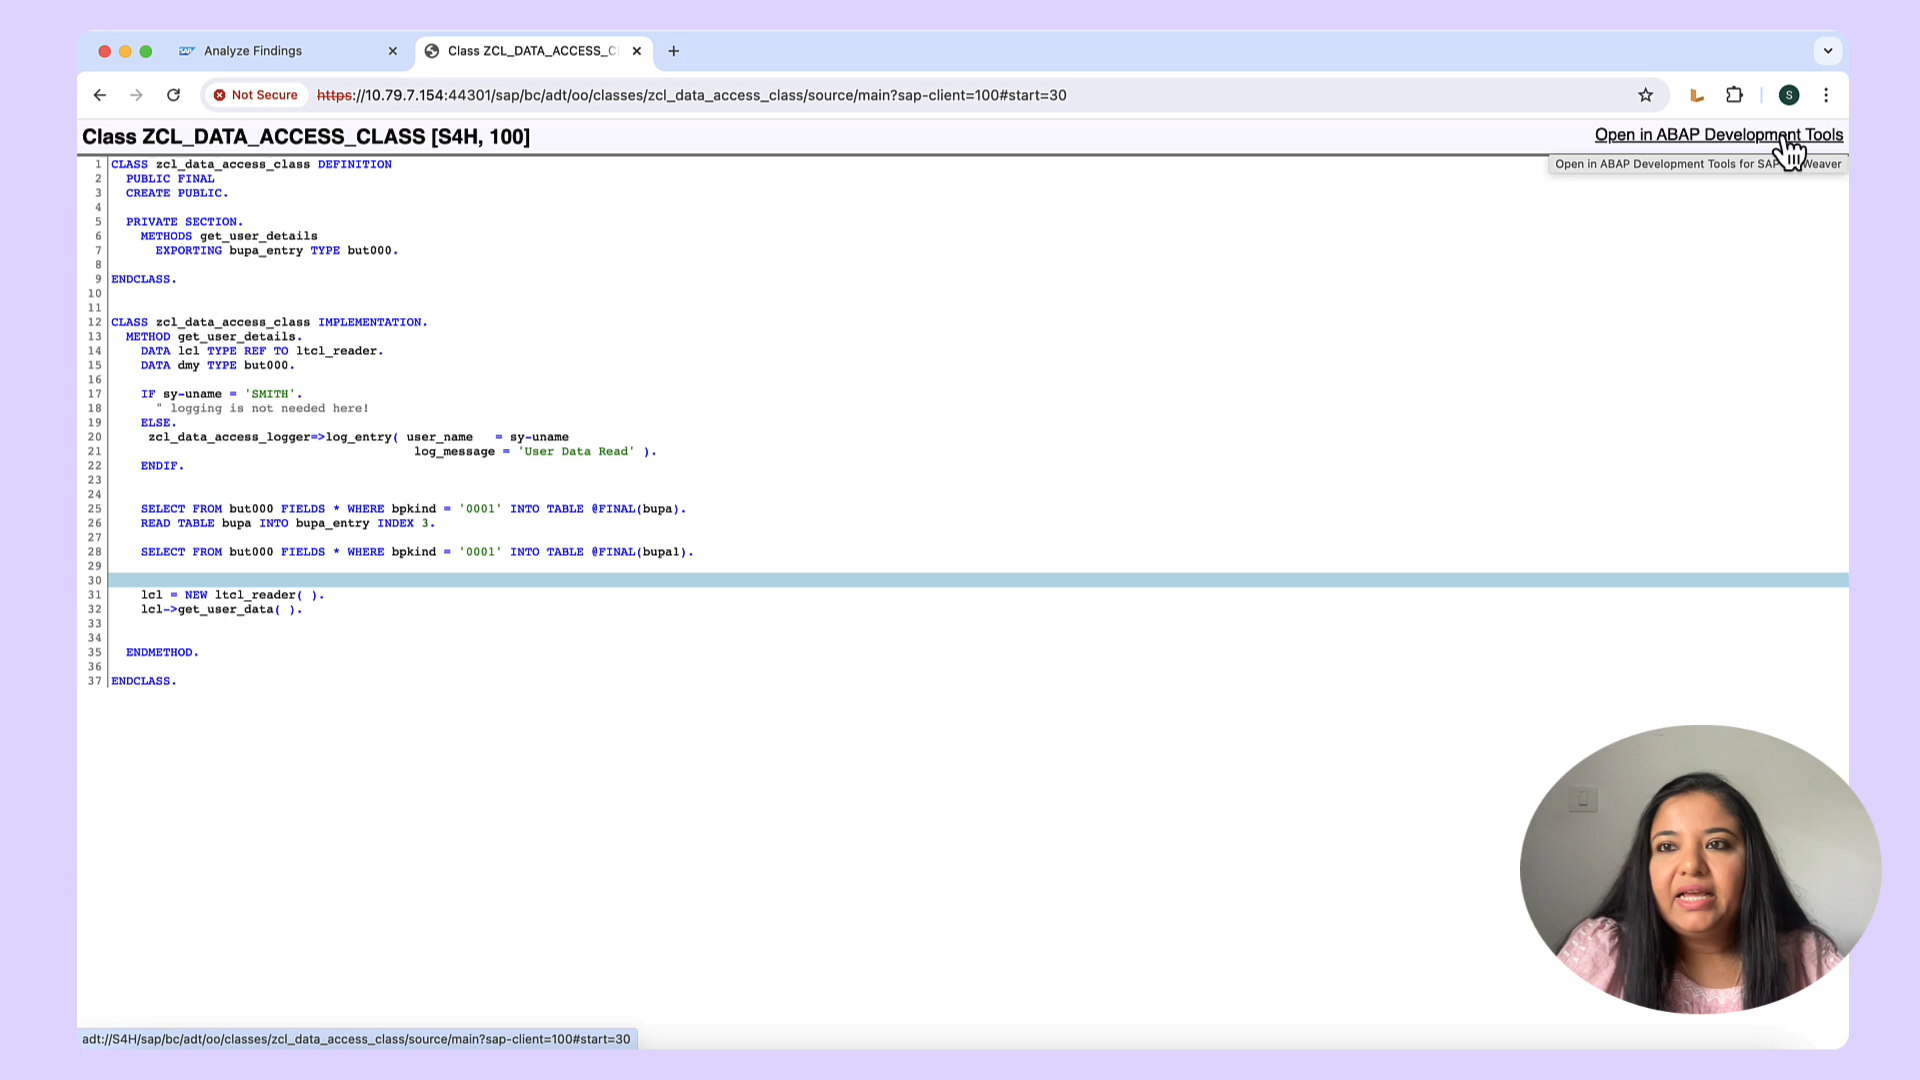 Analyze Findings
Class ZCL_DATA_ACCESS_C
Not Secure
https://10.79.7.154:44301/sap/bc/adt/oo/classes/zcl_data_access_class/source/main?sap-client=100#start=30
S
Class ZCL_DATA_ACCESS_CLASS [S4H, 100]
Open in ABAP Development Tools
Open in ABAP Development Tools for SAP Weaver
1 CLASS zcl_data_access_class DEFINITION
2 PUBLIC FINAL
3 CREATE PUBLIC.
4
5 PRIVATE SECTION.
6 METHODS get_user_details
7 EXPORTING bupa_entry TYPE but000.
8
9 ENDCLASS.
10
11
12 CLASS zcl_data_access_class IMPLEMENTATION.
13 METHOD get_user_details.
14 DATA lcl TYPE REF TO ltcl_reader.
15 DATA dmy TYPE but000.
16
17 IF sy-uname = 'SMITH'.
18 " logging is not needed here!
19 ELSE.
20 zcl_data_access_logger=>log_entry( user_name = sy-uname
21 log_message = 'User Data Read' ).
22 ENDIF.
23
24
25 SELECT FROM but000 FIELDS * WHERE bpkind = '0001' INTO TABLE @FINAL(bupa).
26 READ TABLE bupa INTO bupa_entry INDEX 3.
27
28 SELECT FROM but000 FIELDS * WHERE bpkind = '0001' INTO TABLE @FINAL(bupa1).
29
30
31 lcl = NEW ltcl_reader( ).
32 lcl->get_user_data( ).
33
34
35 ENDMETHOD.
36
37 ENDCLASS.
adt://S4H/sap/bc/adt/oo/classes/zcl_data_access_class/source/main?sap-client=100#start=30